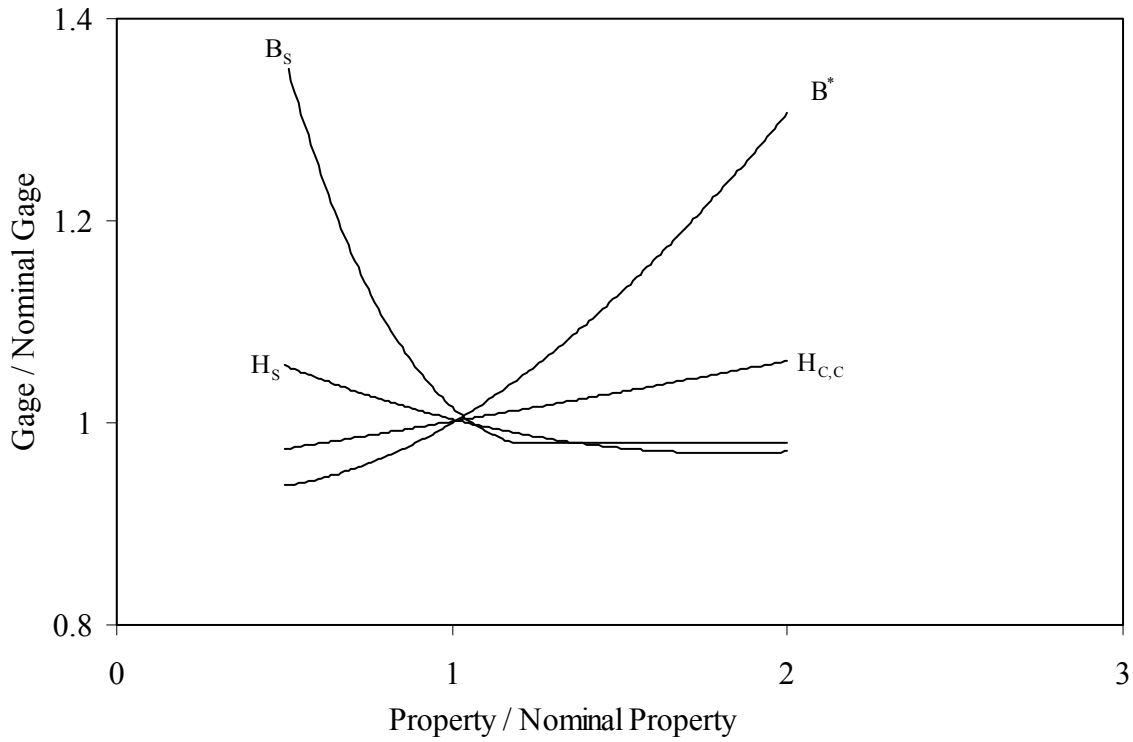 1.4
B_S
B*
1.2
Gage / Nominal Gage
H_S
H_C,C
1
0.8
0 1 2 3
Property / Nominal Property